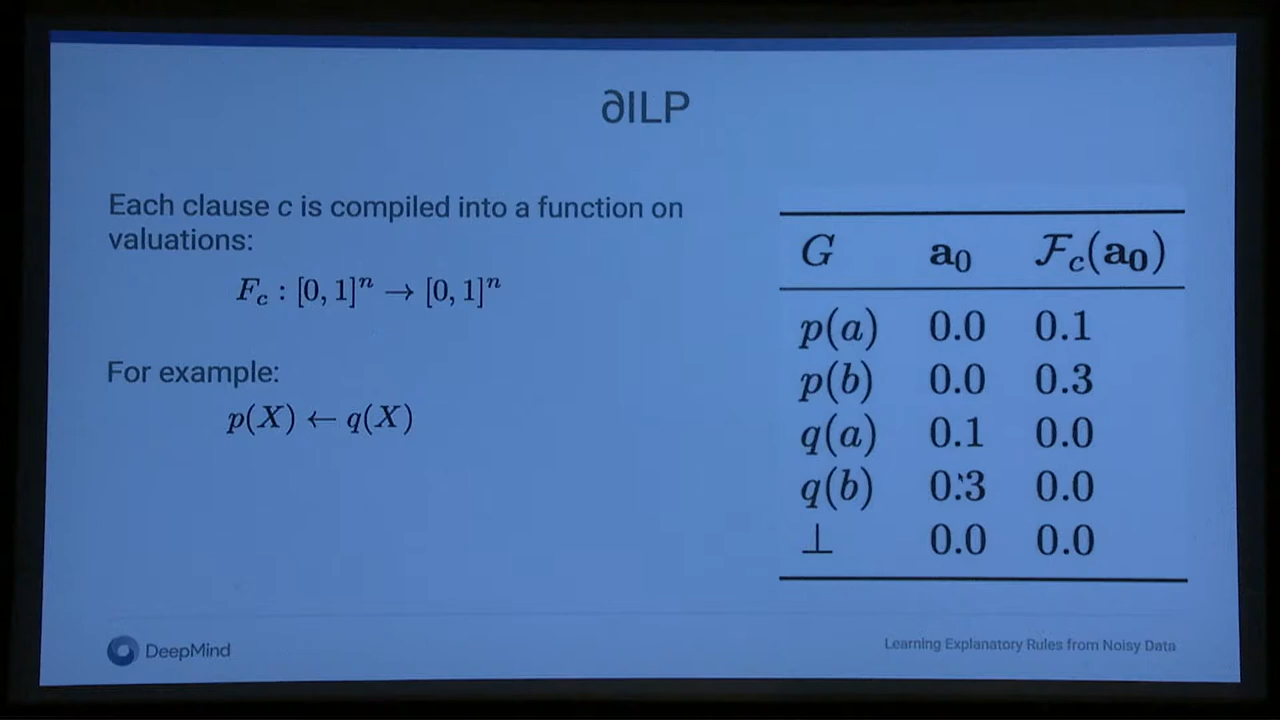 ∂ILP
Each clause c is compiled into a function on
valuations:
F_c : [0, 1]^n → [0, 1]^n
For example:
p(X) ← q(X)
G a₀ 𝓕_c(a₀)
p(a) 0.0 0.1
p(b) 0.0 0.3
q(a) 0.1 0.0
q(b) 0.3 0.0
⊥ 0.0 0.0
DeepMind
Learning Explanatory Rules from Noisy Data